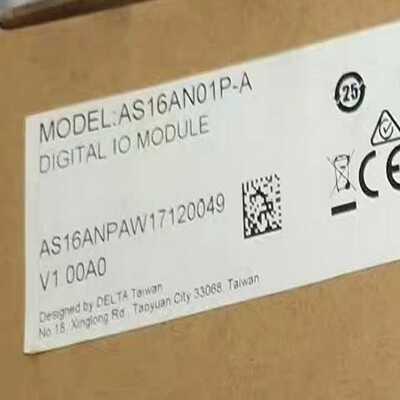 MODEL:AS16AN01P-A
DIGITAL IO MODULE
25
AS16ANPAW17120049
V1.00A0
CE
Designed by DELTA Taiwan
No.18, Xinglong Rd., Taoyuan City 33068, Taiwan